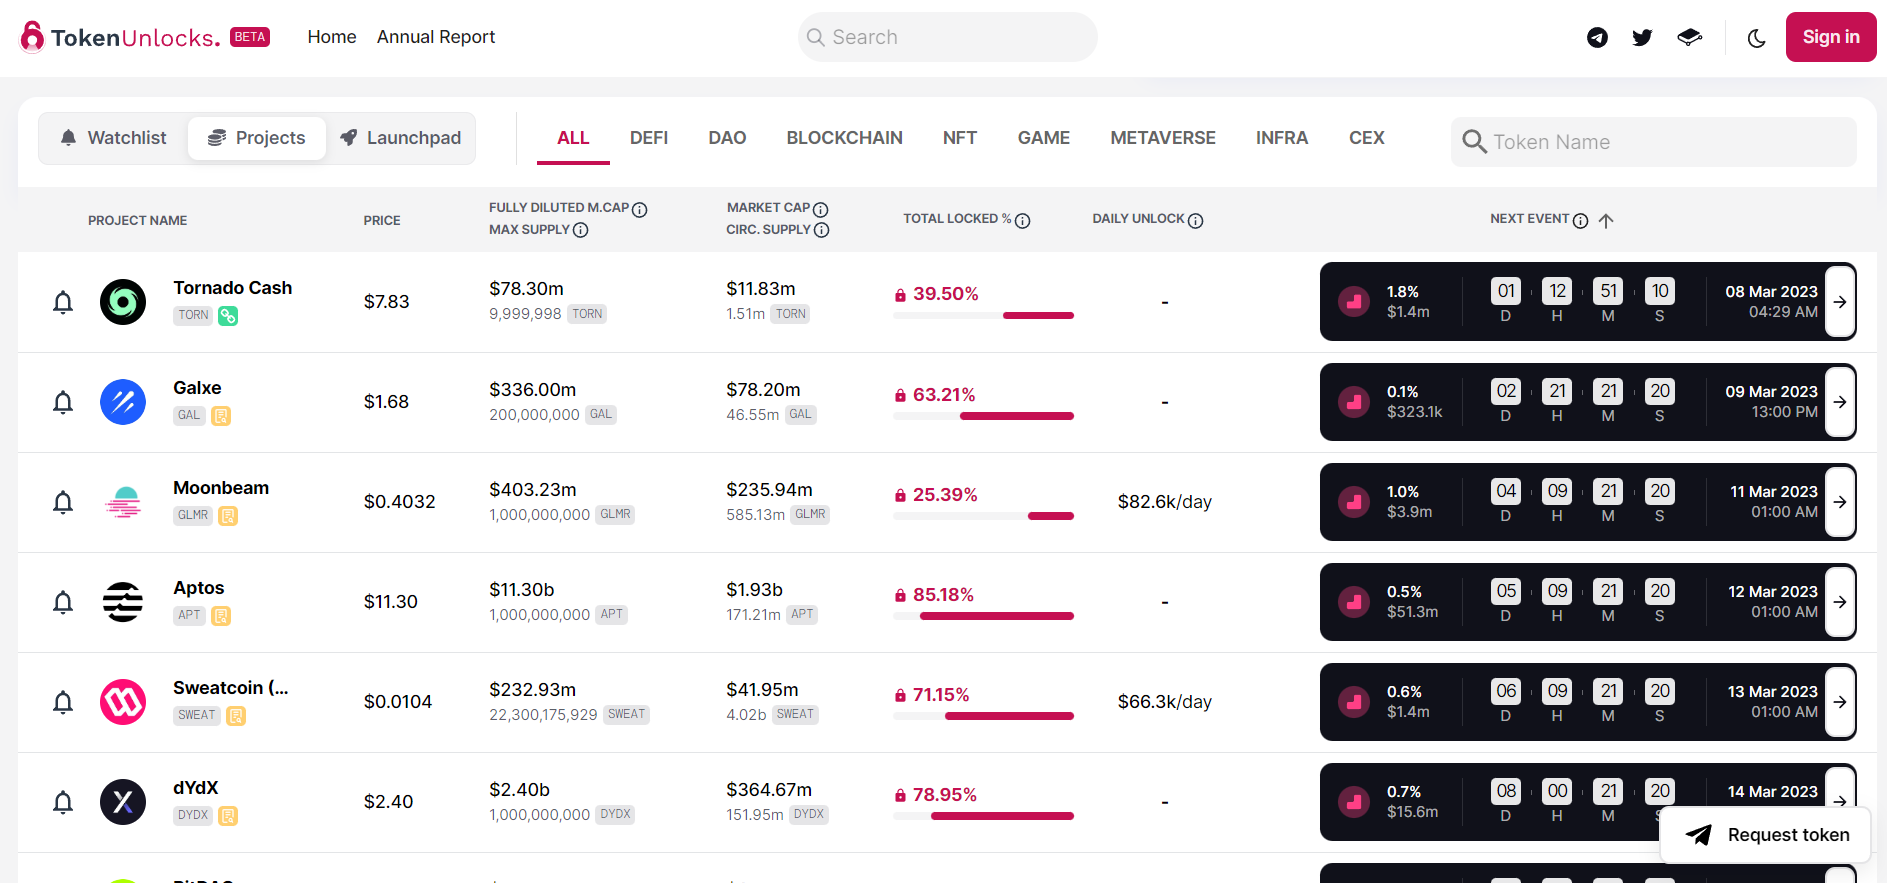 TokenUnlocks. BETA Home Annual Report Search Sign in
Watchlist Projects Launchpad ALL DEFI DAO BLOCKCHAIN NFT GAME METAVERSE INFRA CEX Token Name
PROJECT NAME PRICE FULLY DILUTED M.CAP MARKET CAP TOTAL LOCKED % DAILY UNLOCK NEXT EVENT
MAX SUPPLY CIRC. SUPPLY
Tornado Cash $7.83 $78.30m $11.83m 39.50% - 1.8% 01 12 51 10 08 Mar 2023
TORN 9,999,998 TORN 1.51m TORN $1.4m D H M S 04:29 AM
Galxe $1.68 $336.00m $78.20m 63.21% - 0.1% 02 21 21 20 09 Mar 2023
GAL 200,000,000 GAL 46.55m GAL $323.1k D H M S 13:00 PM
Moonbeam $0.4032 $403.23m $235.94m 25.39% $82.6k/day 1.0% 04 09 21 20 11 Mar 2023
GLMR 1,000,000,000 GLMR 585.13m GLMR $3.9m D H M S 01:00 AM
Aptos $11.30 $11.30b $1.93b 85.18% - 0.5% 05 09 21 20 12 Mar 2023
APT 1,000,000,000 APT 171.21m APT $51.3m D H M S 01:00 AM
Sweatcoin (... $0.0104 $232.93m $41.95m 71.15% $66.3k/day 0.6% 06 09 21 20 13 Mar 2023
SWEAT 22,300,175,929 SWEAT 4.02b SWEAT $1.4m D H M S 01:00 AM
dYdX $2.40 $2.40b $364.67m 78.95% - 0.7% 08 00 21 20 14 Mar 2023
DYDX 1,000,000,000 DYDX 151.95m DYDX $15.6m D H M
Request token